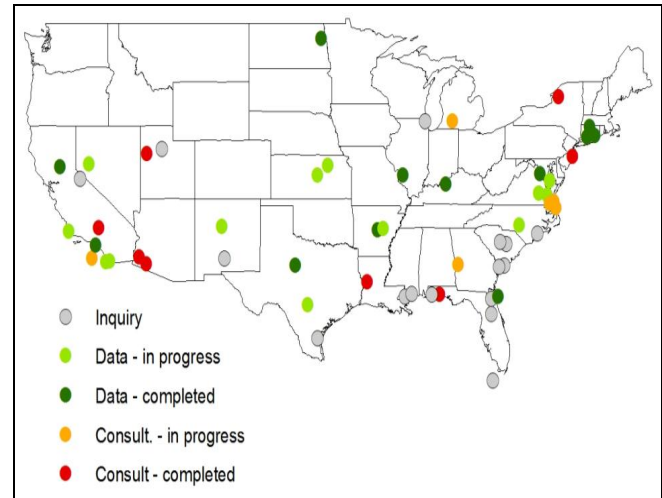 Inquiry
Data - in progress
Data - completed
Consult. - in progress
Consult - completed